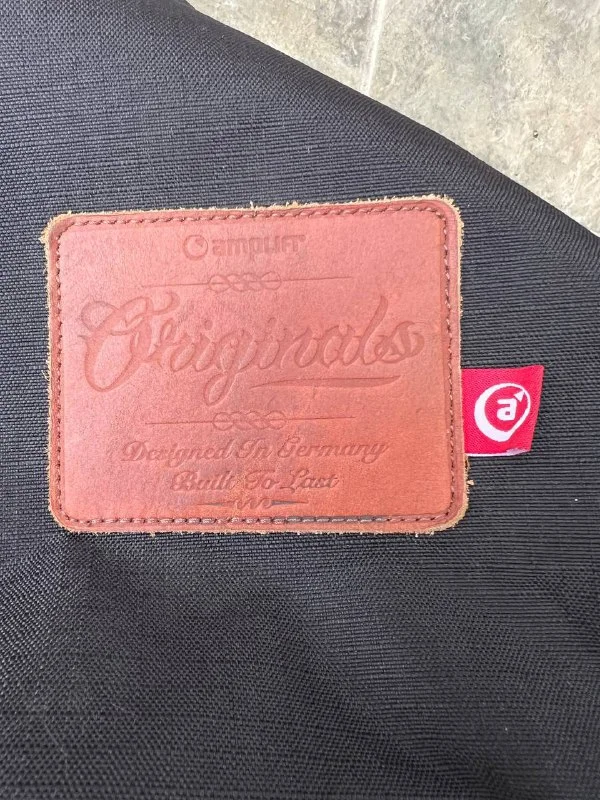 amplifi
Originals
Designed In Germany
Built To Last
a